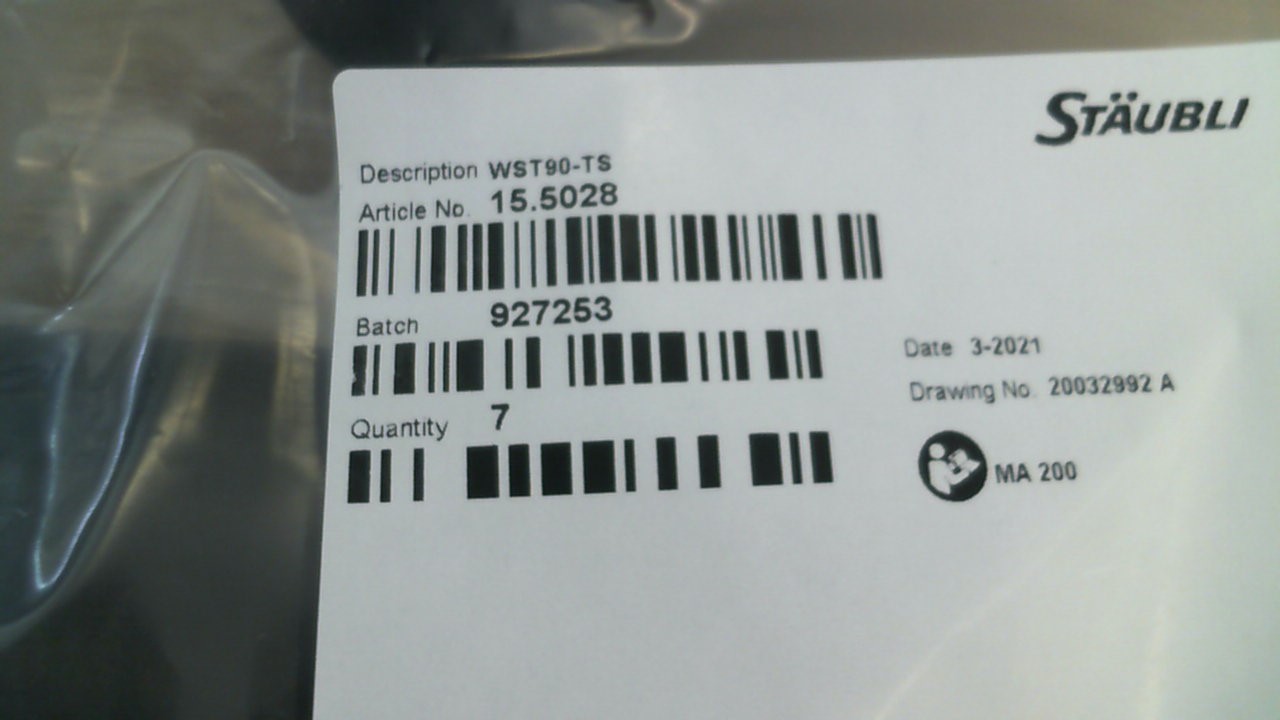 STÄUBLI
Description WST90-TS
Article No. 15.5028
Batch 927253
Date 3-2021
Drawing No. 20032992 A
Quantity 7
MA 200